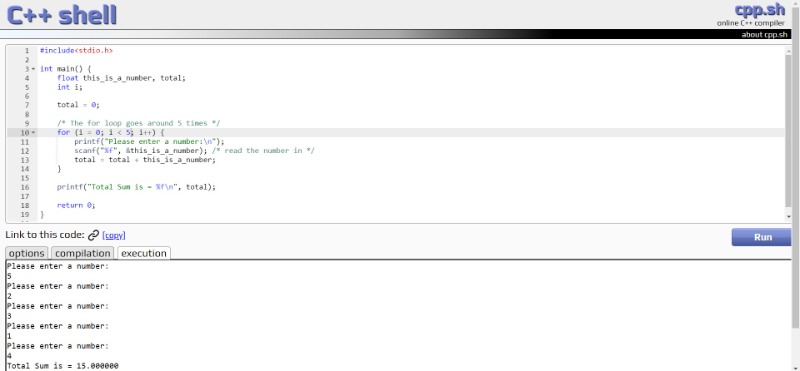 C++ shell
cpp.sh
online C++ compiler
about cpp.sh
1 #include<stdio.h>
2
3 int main() {
4 float this_is_a_number, total;
5 int i;
6
7 total = 0;
8
9 /* The for loop goes around 5 times */
10 for (i = 0; i < 5; i++) {
11 printf("Please enter a number:\n");
12 scanf("%f", &this_is_a_number); /* read the number in */
13 total = total + this_is_a_number;
14 }
15
16 printf("Total Sum is = %f\n", total);
17
18 return 0;
19 }
Link to this code: [copy]
Run
options compilation execution
Please enter a number:
5
Please enter a number:
2
Please enter a number:
3
Please enter a number:
1
Please enter a number:
4
Total Sum is = 15.000000